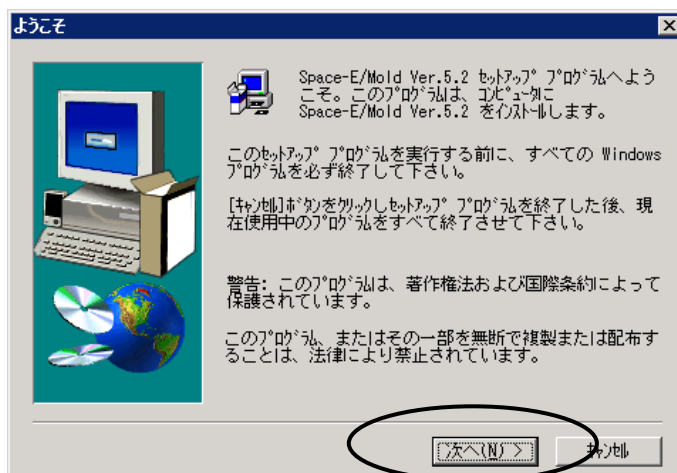 ようこそ
Space-E/Mold Ver.5.2 ｾｯﾄｱｯﾌﾟ ﾌﾟﾛｸﾞﾗﾑへよう
こそ。このﾌﾟﾛｸﾞﾗﾑは、ｺﾝﾋﾟｭｰﾀに
Space-E/Mold Ver.5.2 をｲﾝｽﾄｰﾙします。
このｾｯﾄｱｯﾌﾟ ﾌﾟﾛｸﾞﾗﾑを実行する前に、すべての Windows
ﾌﾟﾛｸﾞﾗﾑを必ず終了して下さい。
[ｷｬﾝｾﾙ]ﾎﾞﾀﾝをｸﾘｯｸしｾｯﾄｱｯﾌﾟ ﾌﾟﾛｸﾞﾗﾑを終了した後、現
在使用中のﾌﾟﾛｸﾞﾗﾑをすべて終了させて下さい。
警告: このﾌﾟﾛｸﾞﾗﾑは、著作権法および国際条約によって
保護されています。
このﾌﾟﾛｸﾞﾗﾑ、またはその一部を無断で複製または配布す
ることは、法律により禁止されています。
次へ(N) > ｷｬﾝｾﾙ